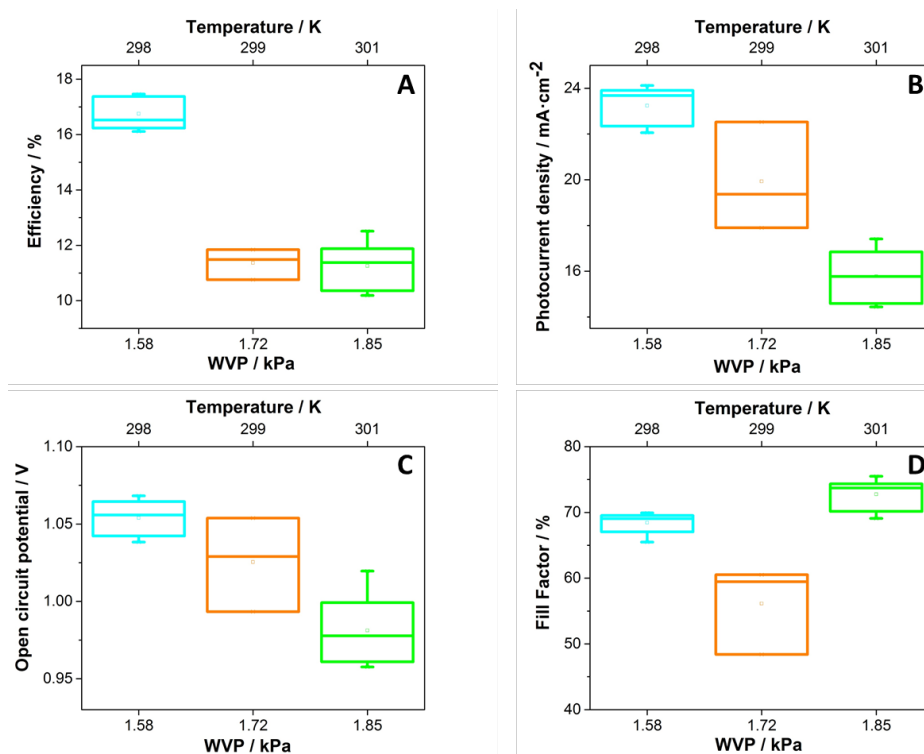 Temperature / K
298 299 301
A
Efficiency / %
18
16
14
12
10
1.58 1.72 1.85
WVP / kPa
Temperature / K
298 299 301
B
Photocurrent density / mA·cm⁻²
24
20
16
1.58 1.72 1.85
WVP / kPa
Temperature / K
298 299 301
C
Open circuit potential / V
1.10
1.05
1.00
0.95
1.58 1.72 1.85
WVP / kPa
Temperature / K
298 299 301
D
Fill Factor / %
80
70
60
50
40
1.58 1.72 1.85
WVP / kPa